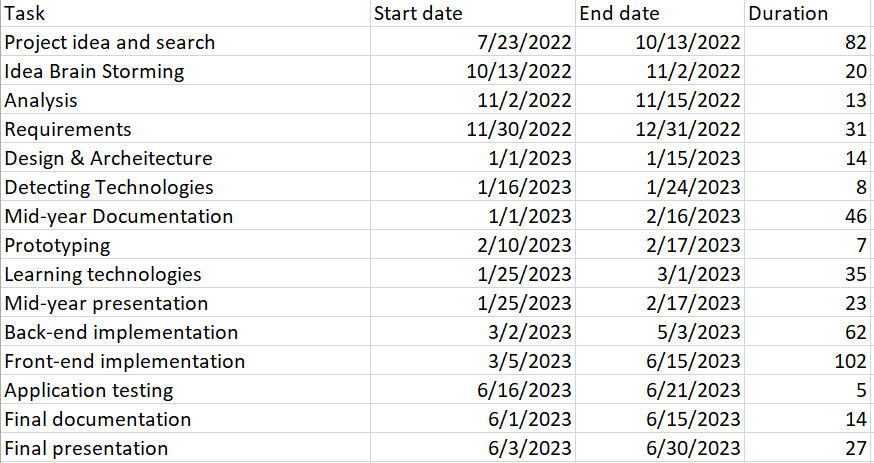 Task Start date End date Duration
Project idea and search 7/23/2022 10/13/2022 82
Idea Brain Storming 10/13/2022 11/2/2022 20
Analysis 11/2/2022 11/15/2022 13
Requirements 11/30/2022 12/31/2022 31
Design & Archeitecture 1/1/2023 1/15/2023 14
Detecting Technologies 1/16/2023 1/24/2023 8
Mid-year Documentation 1/1/2023 2/16/2023 46
Prototyping 2/10/2023 2/17/2023 7
Learning technologies 1/25/2023 3/1/2023 35
Mid-year presentation 1/25/2023 2/17/2023 23
Back-end implementation 3/2/2023 5/3/2023 62
Front-end implementation 3/5/2023 6/15/2023 102
Application testing 6/16/2023 6/21/2023 5
Final documentation 6/1/2023 6/15/2023 14
Final presentation 6/3/2023 6/30/2023 27